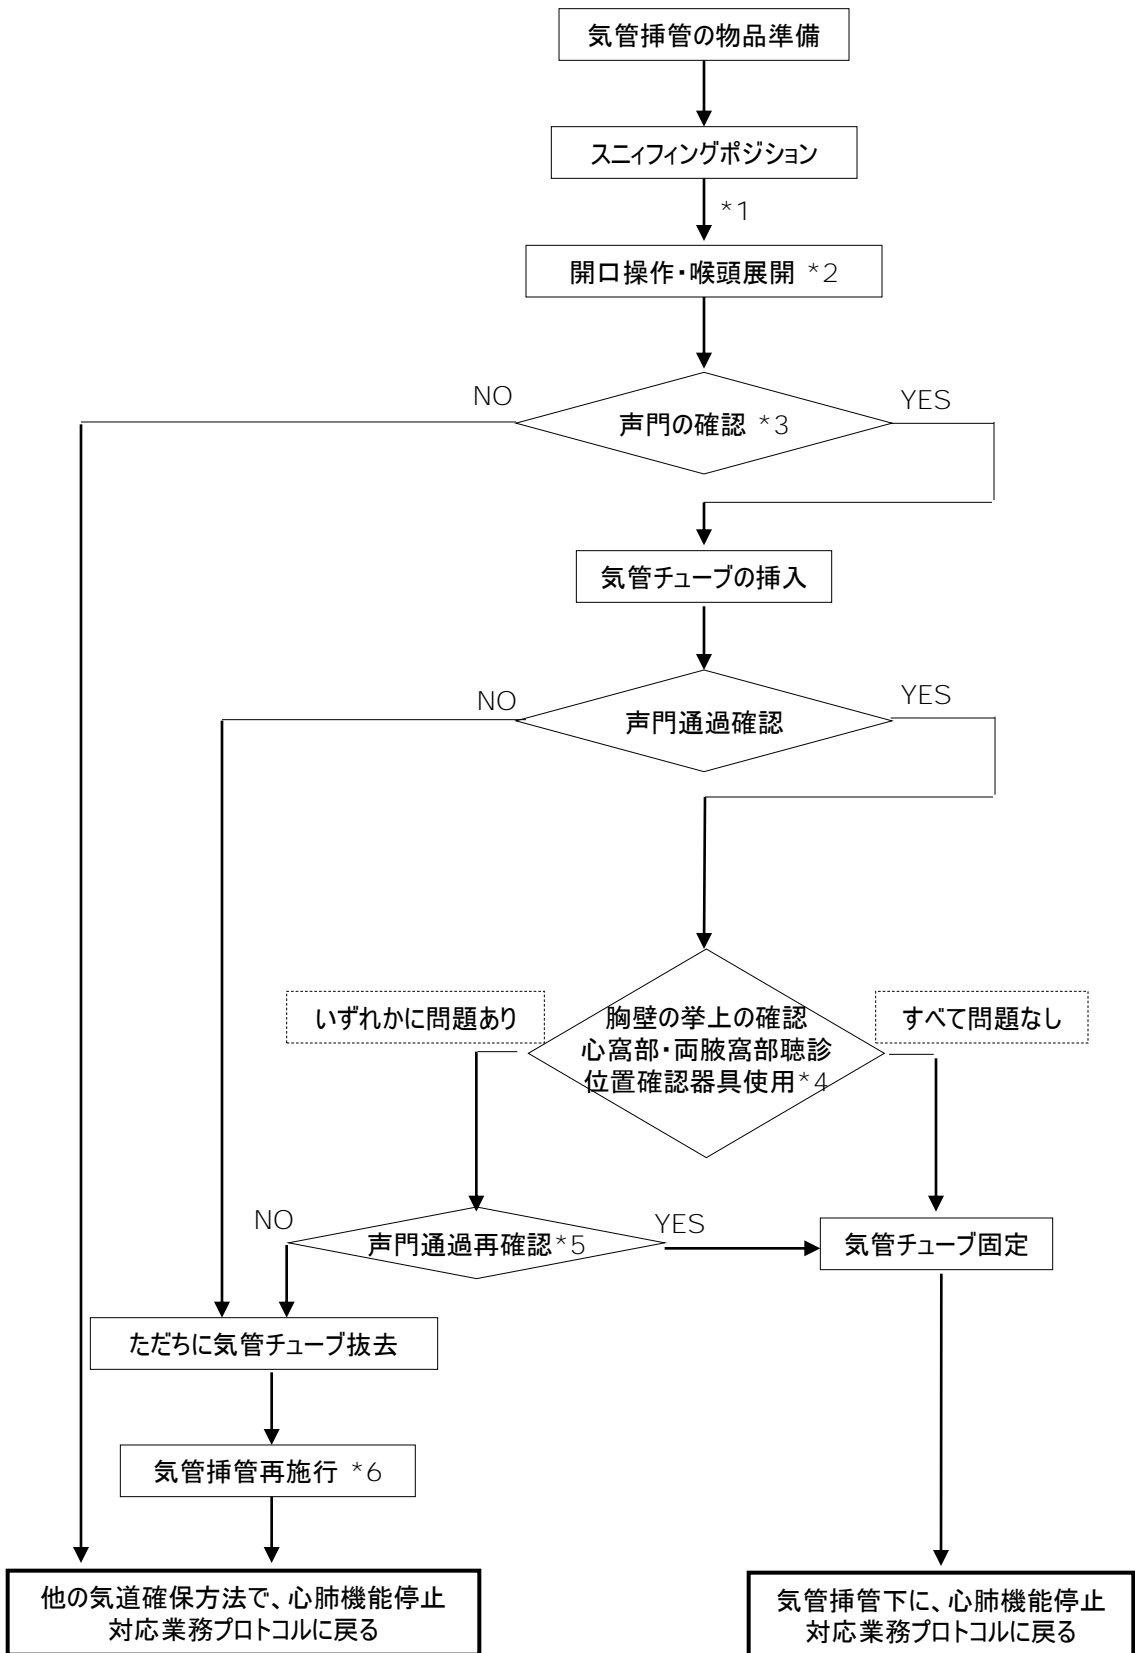 気管挿管の物品準備
スニィフィングポジション
*1
開口操作・喉頭展開 *2
NO
YES
声門の確認 *3
気管チューブの挿入
NO
YES
声門通過確認
いずれかに問題あり
胸壁の挙上の確認
心窩部・両腋窩部聴診
位置確認器具使用*4
すべて問題なし
NO
声門通過再確認*5
YES
気管チューブ固定
ただちに気管チューブ抜去
気管挿管再施行 *6
他の気道確保方法で、心肺機能停止
対応業務プロトコルに戻る
気管挿管下に、心肺機能停止
対応業務プロトコルに戻る